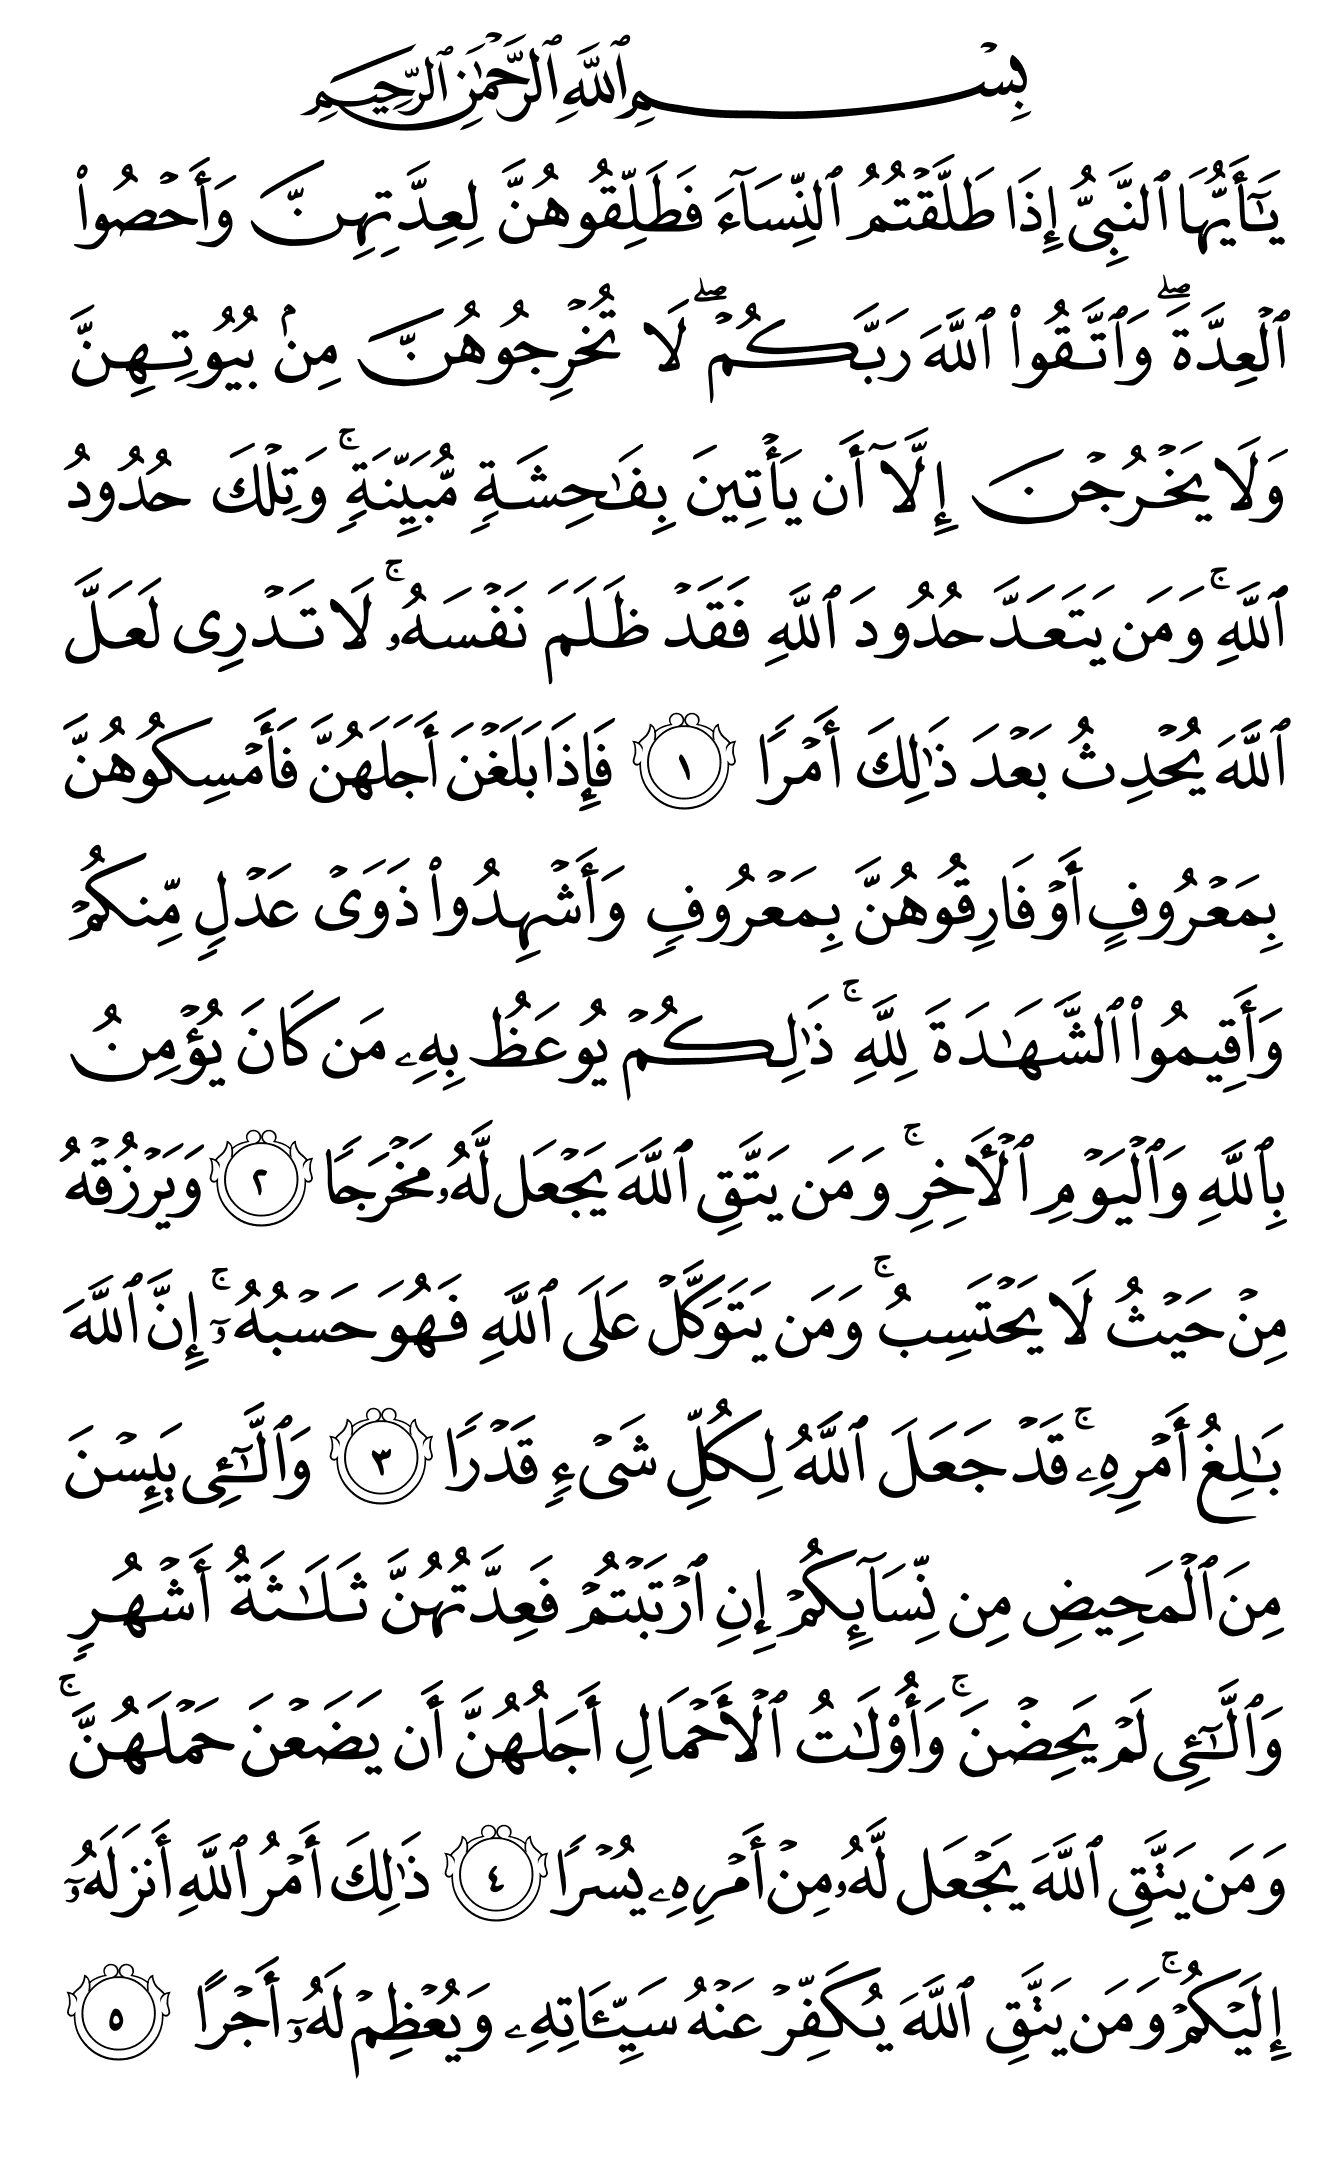 بِسْمِ ٱللَّهِ ٱلرَّحْمَٰنِ ٱلرَّحِيمِ
يَٰٓأَيُّهَا ٱلنَّبِىُّ إِذَا طَلَّقْتُمُ ٱلنِّسَآءَ فَطَلِّقُوهُنَّ لِعِدَّتِهِنَّ وَأَحْصُوا۟
ٱلْعِدَّةَ ۖ وَٱتَّقُوا۟ ٱللَّهَ رَبَّكُمْ ۖ لَا تُخْرِجُوهُنَّ مِنۢ بُيُوتِهِنَّ
وَلَا يَخْرُجْنَ إِلَّآ أَن يَأْتِينَ بِفَٰحِشَةٍ مُّبَيِّنَةٍ ۚ وَتِلْكَ حُدُودُ
ٱللَّهِ ۚ وَمَن يَتَعَدَّ حُدُودَ ٱللَّهِ فَقَدْ ظَلَمَ نَفْسَهُۥ ۚ لَا تَدْرِى لَعَلَّ
ٱللَّهَ يُحْدِثُ بَعْدَ ذَٰلِكَ أَمْرًا ١ فَإِذَا بَلَغْنَ أَجَلَهُنَّ فَأَمْسِكُوهُنَّ
بِمَعْرُوفٍ أَوْ فَارِقُوهُنَّ بِمَعْرُوفٍ وَأَشْهِدُوا۟ ذَوَىْ عَدْلٍ مِّنكُمْ
وَأَقِيمُوا۟ ٱلشَّهَٰدَةَ لِلَّهِ ۚ ذَٰلِكُمْ يُوعَظُ بِهِۦ مَن كَانَ يُؤْمِنُ
بِٱللَّهِ وَٱلْيَوْمِ ٱلْـَٔاخِرِ ۚ وَمَن يَتَّقِ ٱللَّهَ يَجْعَل لَّهُۥ مَخْرَجًا ٢ وَيَرْزُقْهُ
مِنْ حَيْثُ لَا يَحْتَسِبُ ۚ وَمَن يَتَوَكَّلْ عَلَى ٱللَّهِ فَهُوَ حَسْبُهُۥٓ ۚ إِنَّ ٱللَّهَ
بَٰلِغُ أَمْرِهِۦ ۚ قَدْ جَعَلَ ٱللَّهُ لِكُلِّ شَىْءٍ قَدْرًا ٣ وَٱلَّٰٓـِٔى يَئِسْنَ
مِنَ ٱلْمَحِيضِ مِن نِّسَآئِكُمْ إِنِ ٱرْتَبْتُمْ فَعِدَّتُهُنَّ ثَلَٰثَةُ أَشْهُرٍ
وَٱلَّٰٓـِٔى لَمْ يَحِضْنَ ۚ وَأُو۟لَٰتُ ٱلْأَحْمَالِ أَجَلُهُنَّ أَن يَضَعْنَ حَمْلَهُنَّ ۚ
وَمَن يَتَّقِ ٱللَّهَ يَجْعَل لَّهُۥ مِنْ أَمْرِهِۦ يُسْرًا ٤ ذَٰلِكَ أَمْرُ ٱللَّهِ أَنزَلَهُۥٓ
إِلَيْكُمْ ۚ وَمَن يَتَّقِ ٱللَّهَ يُكَفِّرْ عَنْهُ سَيِّـَٔاتِهِۦ وَيُعْظِمْ لَهُۥٓ أَجْرًا ٥